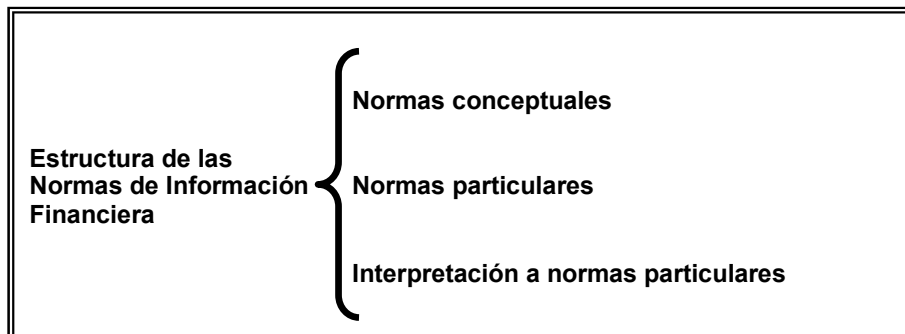 Normas conceptuales
Estructura de las
Normas de Información
Financiera
Normas particulares
Interpretación a normas particulares